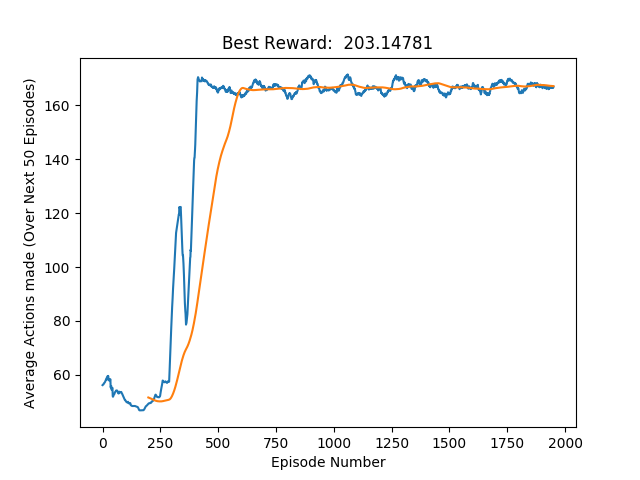 Best Reward:  203.14781
Average Actions made (Over Next 50 Episodes)
160
140
120
100
80
60
0 250 500 750 1000 1250 1500 1750 2000
Episode Number